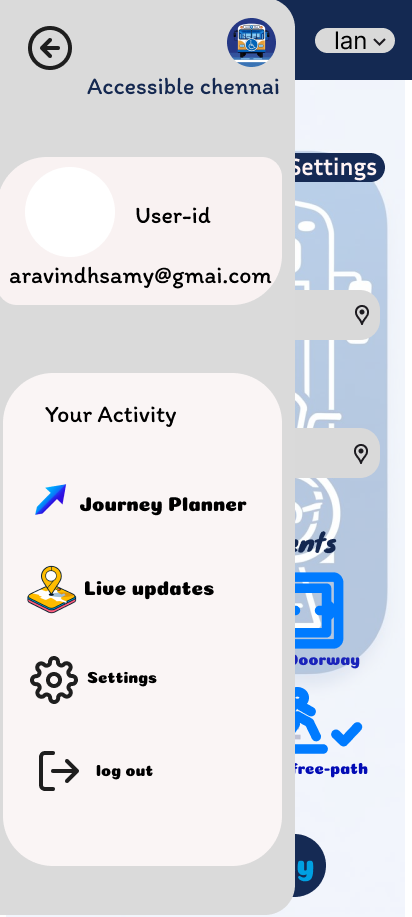 lan
Accessible chennai
Settings
User-id
aravindhsamy@gmai.com
Your Activity
Journey Planner
Live updates
Settings
log out
ents
Doorway
free-path
y